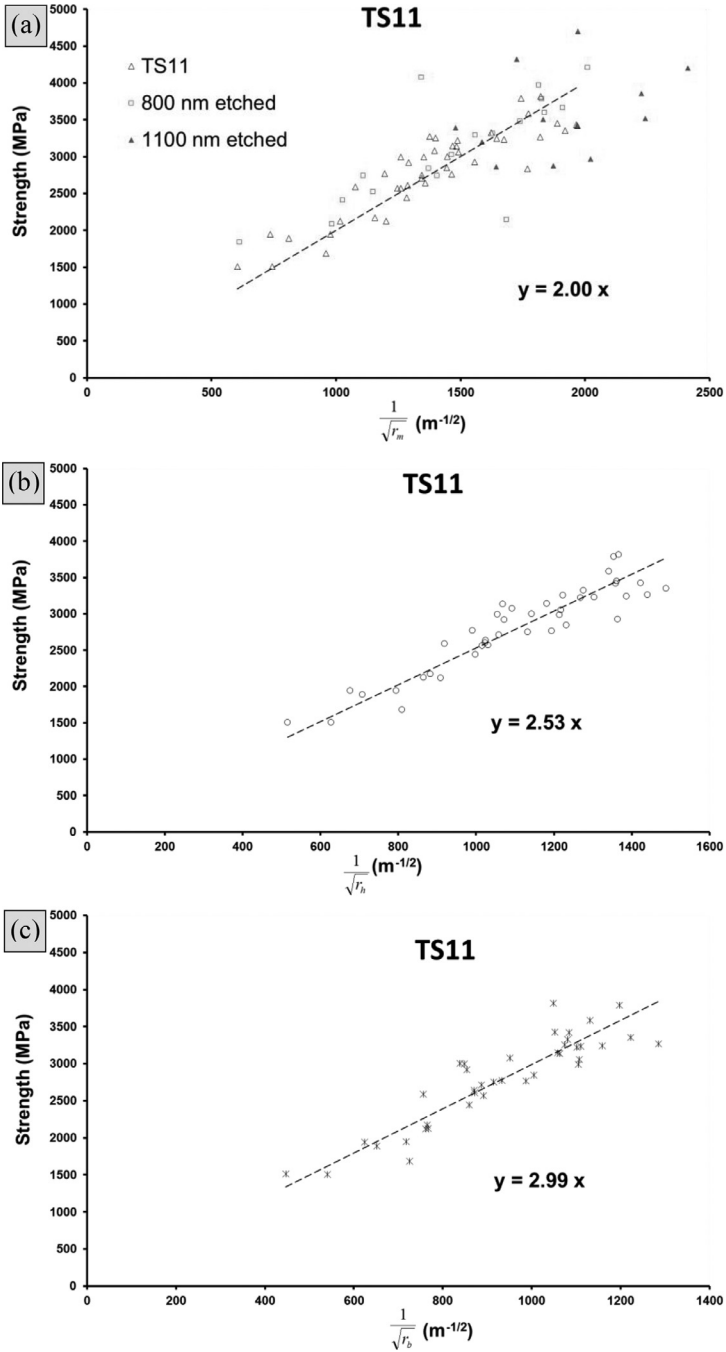 (a)
TS11
5000
4500
4000
3500
3000
2500
2000
1500
1000
500
0
Strength (MPa)
TS11
800 nm etched
1100 nm etched
y = 2.00 x
0 500 1000 1500 2000 2500
1/√r_m (m^-1/2)
(b)
TS11
5000
4500
4000
3500
3000
2500
2000
1500
1000
500
0
Strength (MPa)
y = 2.53 x
0 200 400 600 800 1000 1200 1400 1600
1/√r_h (m^-1/2)
(c)
TS11
5000
4500
4000
3500
3000
2500
2000
1500
1000
500
0
Strength (MPa)
y = 2.99 x
0 200 400 600 800 1000 1200 1400
1/√r_b (m^-1/2)